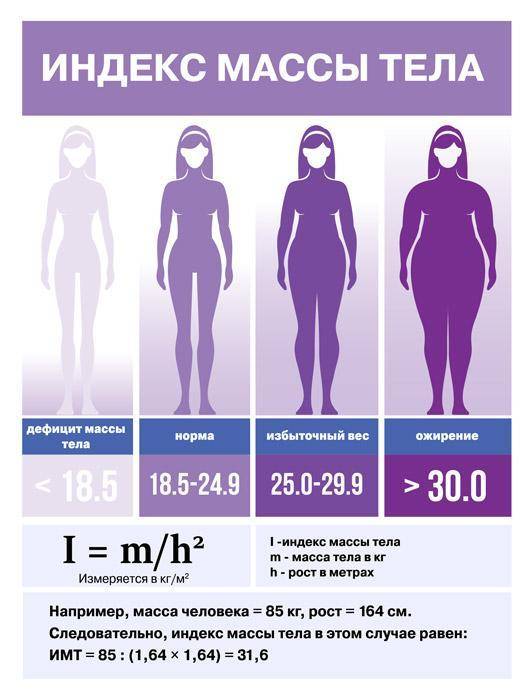 ИНДЕКС МАССЫ ТЕЛА
дефицит массы
тела
норма
избыточный вес
ожирение
< 18.5
18.5-24.9
25.0-29.9
> 30.0
I = m/h²
Измеряется в кг/м²
I -индекс массы тела
m - масса тела в кг
h - рост в метрах
Например, масса человека = 85 кг, рост = 164 см.
Следовательно, индекс массы тела в этом случае равен:
ИМТ = 85 : (1,64 × 1,64) = 31,6